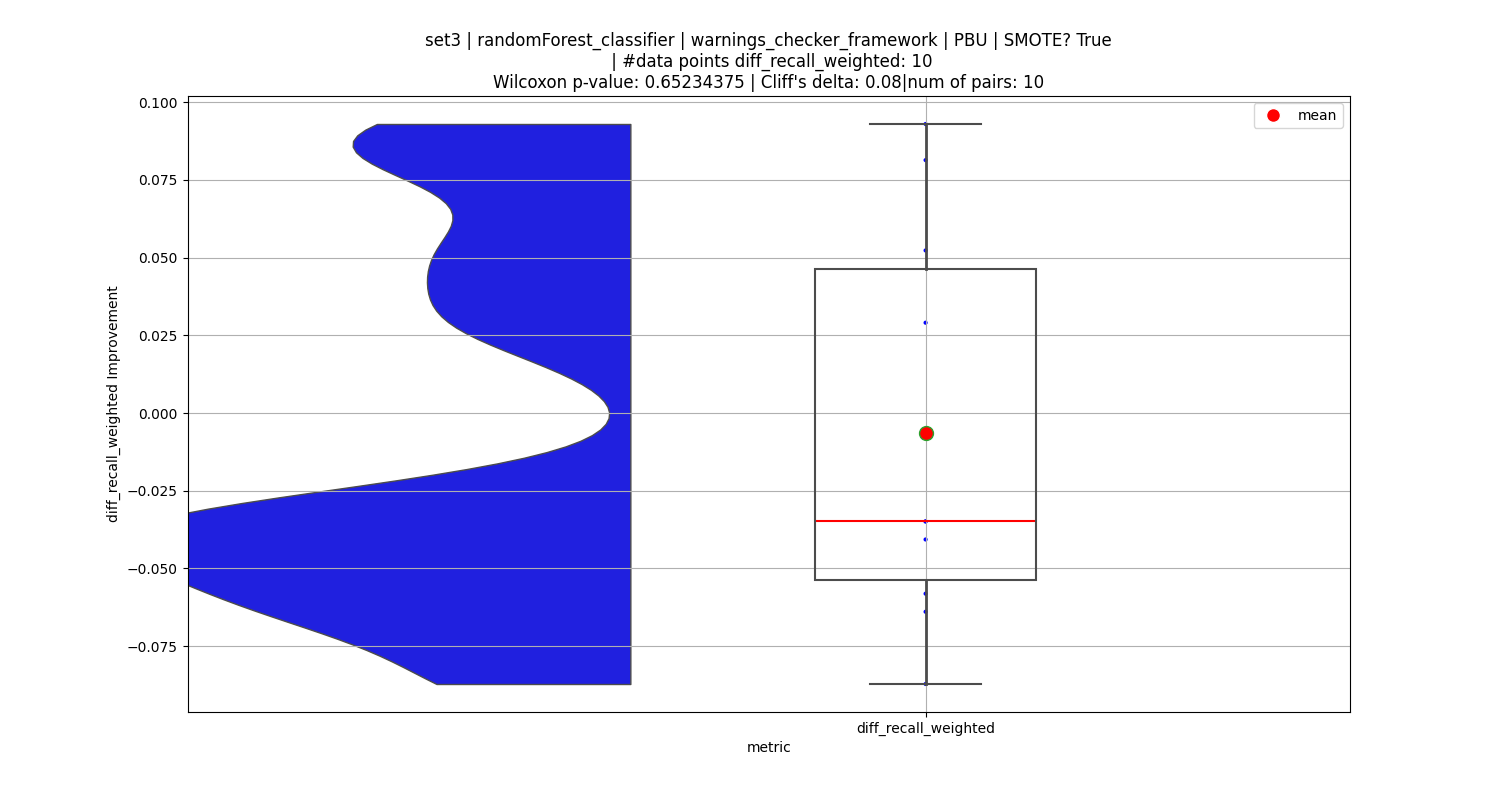 set3 | randomForest_classifier | warnings_checker_framework | PBU | SMOTE? True
| #data points diff_recall_weighted: 10
Wilcoxon p-value: 0.65234375 | Cliff's delta: 0.08|num of pairs: 10
mean
0.100
0.075
0.050
0.025
0.000
−0.025
−0.050
−0.075
diff_recall_weighted Improvement
diff_recall_weighted
metric